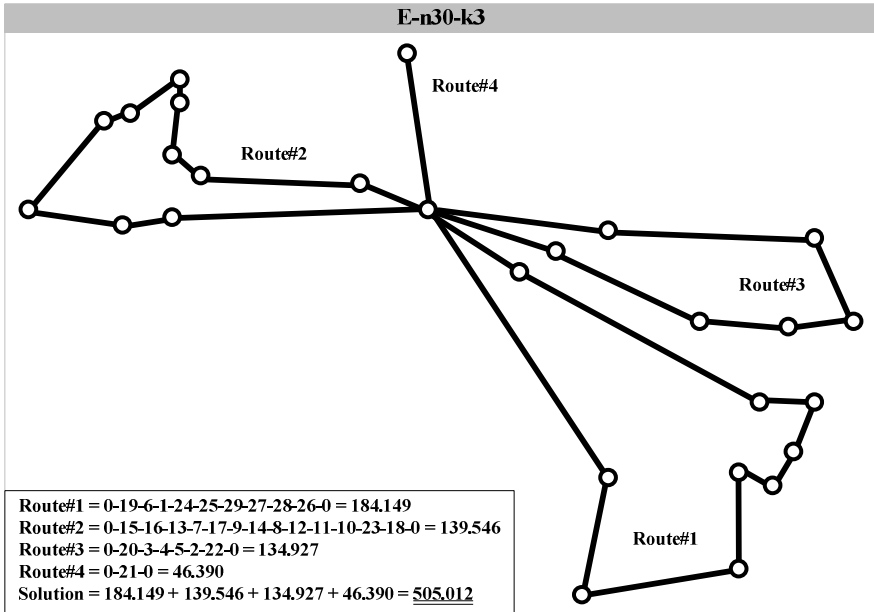 E-n30-k3
Route#4
Route#2
Route#3
Route#1
Route#1 = 0-19-6-1-24-25-29-27-28-26-0 = 184.149
Route#2 = 0-15-16-13-7-17-9-14-8-12-11-10-23-18-0 = 139.546
Route#3 = 0-20-3-4-5-2-22-0 = 134.927
Route#4 = 0-21-0 = 46.390
Solution = 184.149 + 139.546 + 134.927 + 46.390 = 505.012